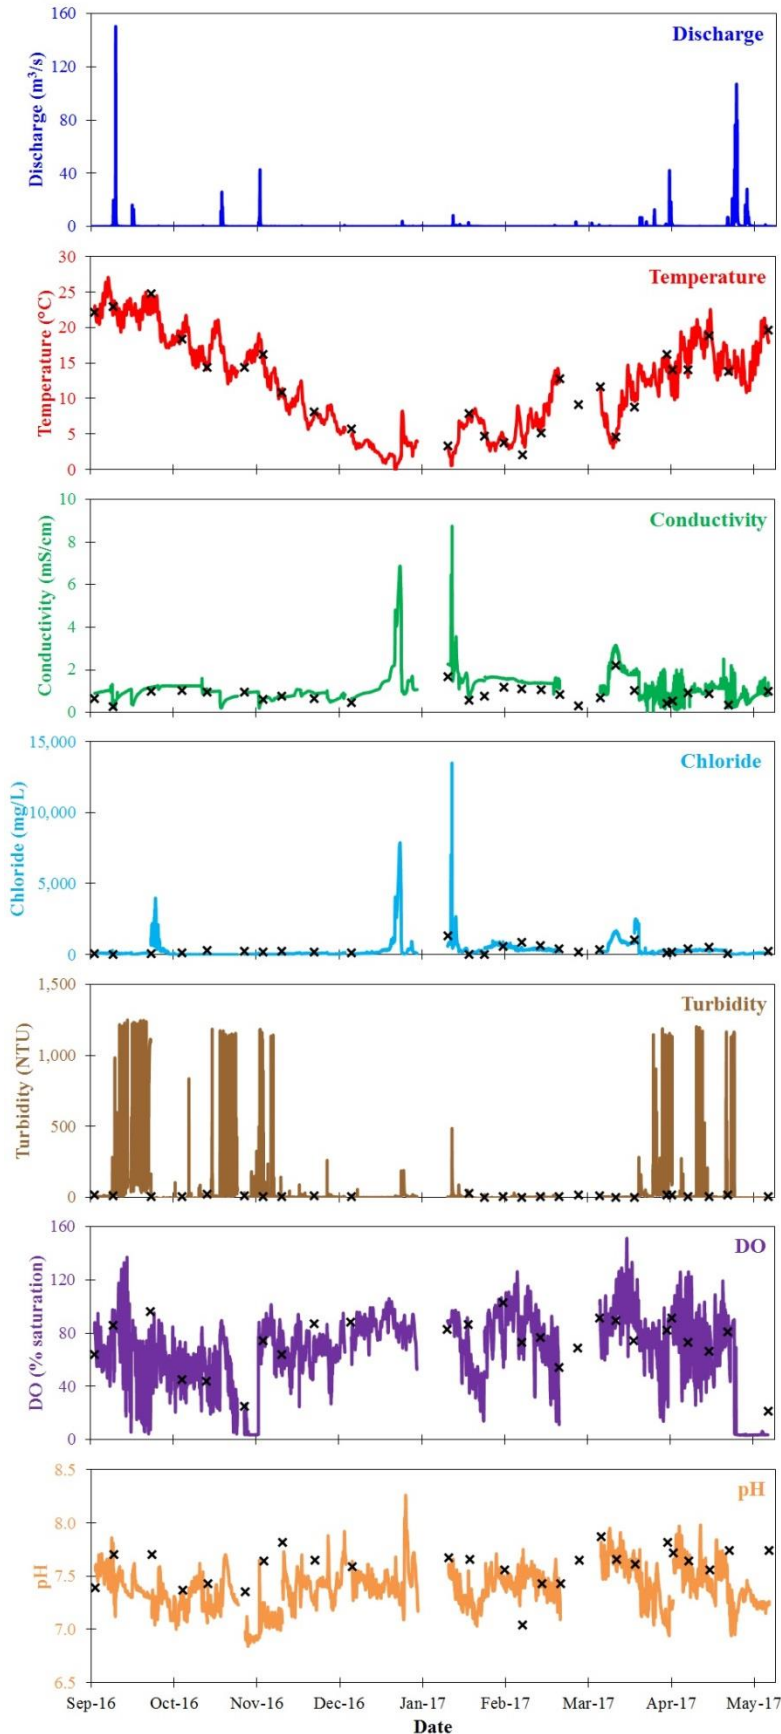 Discharge
Discharge (m³/s)
160
120
80
40
0
Temperature
Temperature (°C)
30
25
20
15
10
5
0
Conductivity
Conductivity (mS/cm)
10
8
6
4
2
0
Chloride
Chloride (mg/L)
15,000
10,000
5,000
0
Turbidity
Turbidity (NTU)
1,500
1,000
500
0
DO
DO (% saturation)
160
120
80
40
0
pH
pH
8.5
8.0
7.5
7.0
6.5
Sep-16 Oct-16 Nov-16 Dec-16 Jan-17 Feb-17 Mar-17 Apr-17 May-17
Date